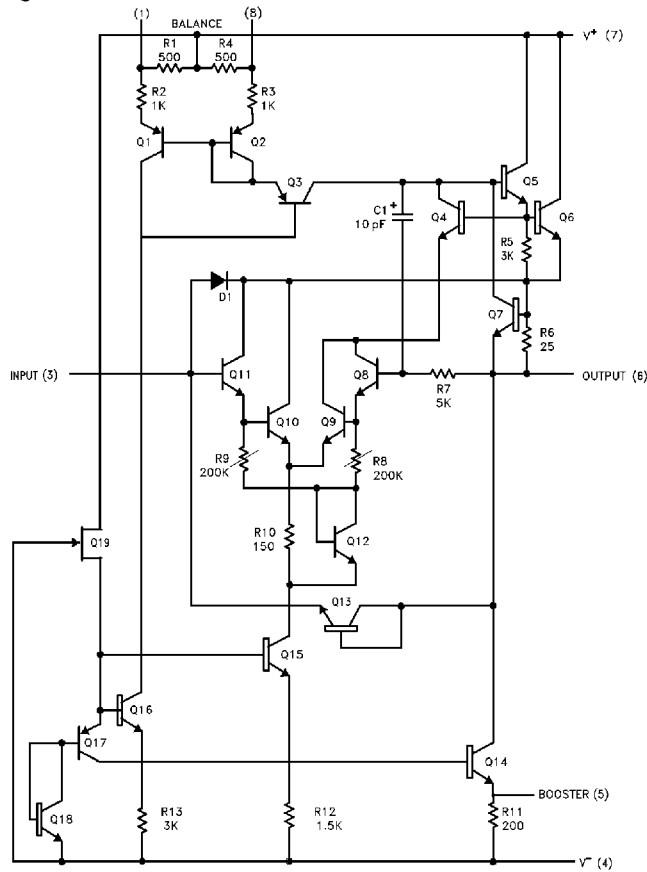 (1)
BALANCE
(8)
V+ (7)
R1
500
R4
500
R2
1K
R3
1K
Q1
Q2
Q3
Q5
C1 +
10 pF
Q4
Q6
R5
3K
D1
Q7
R6
25
INPUT (3)
Q11
Q8
OUTPUT (6)
R7
5K
Q10
Q9
R9
200K
R8
200K
R10
150
Q12
Q19
Q13
Q15
Q16
Q17
Q14
BOOSTER (5)
Q18
R13
3K
R12
1.5K
R11
200
V- (4)